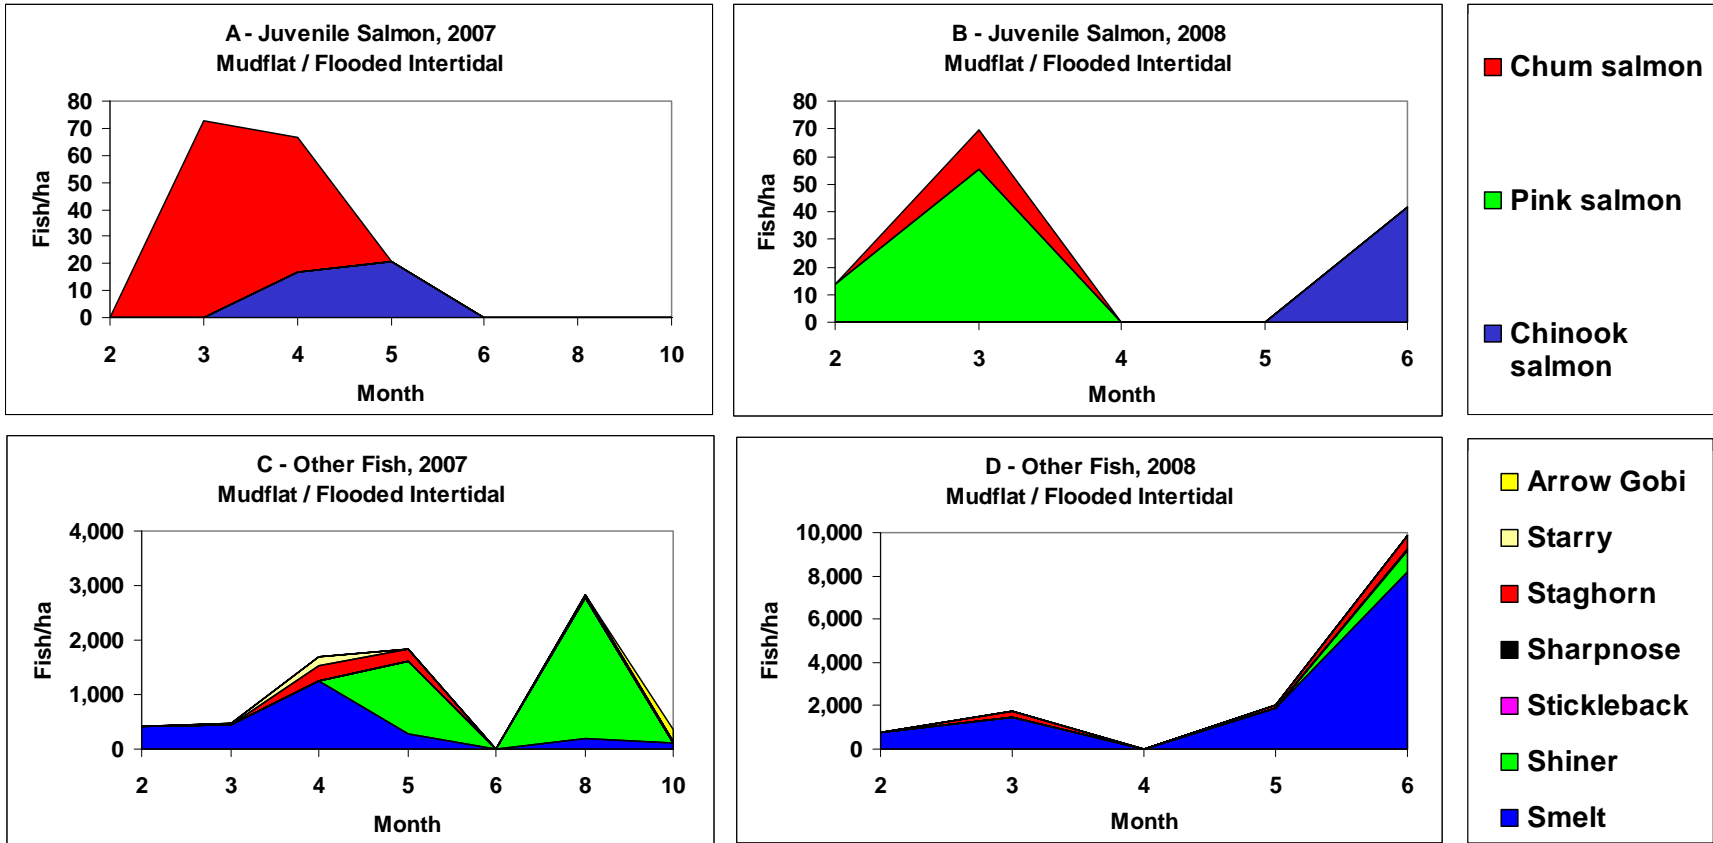 A - Juvenile Salmon, 2007
Mudflat / Flooded Intertidal
80
70
60
50
40
30
20
10
0
Fish/ha
2 3 4 5 6 8 10
Month
B - Juvenile Salmon, 2008
Mudflat / Flooded Intertidal
80
70
60
50
40
30
20
10
0
Fish/ha
2 3 4 5 6
Month
Chum salmon
Pink salmon
Chinook
salmon
C - Other Fish, 2007
Mudflat / Flooded Intertidal
4,000
3,000
2,000
1,000
0
Fish/ha
2 3 4 5 6 8 10
Month
D - Other Fish, 2008
Mudflat / Flooded Intertidal
10,000
8,000
6,000
4,000
2,000
0
Fish/ha
2 3 4 5 6
Month
Arrow Gobi
Starry
Staghorn
Sharpnose
Stickleback
Shiner
Smelt